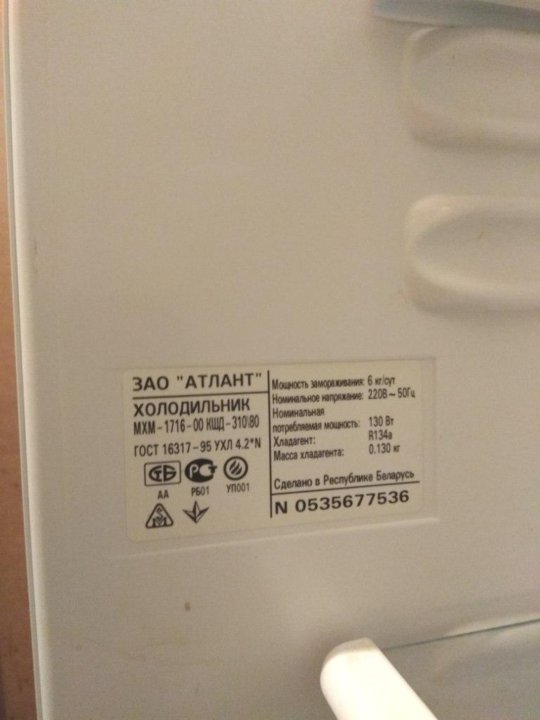 ЗАО "АТЛАНТ"
ХОЛОДИЛЬНИК
МХМ-1716-00 КШД-310\80
ГОСТ 16317-95 УХЛ 4.2*N
АА
РБ01
УП001
Мощность замораживания: 6 кг/сут
Номинальное напряжение: 220В ~ 50Гц
Номинальная
потребляемая мощность: 130 Вт
Хладагент: R134a
Масса хладагента: 0.130 кг
Сделано в Республике Беларусь
N 0535677536